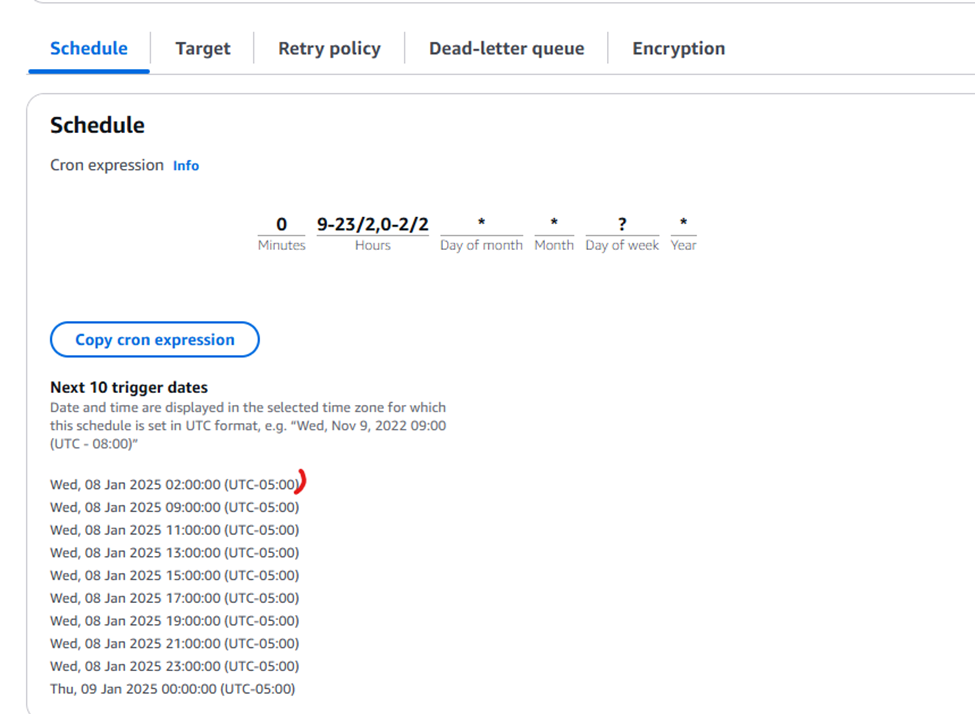 Schedule Target Retry policy Dead-letter queue Encryption
Schedule
Cron expression Info
0 9-23/2,0-2/2 * * ? *
Minutes Hours Day of month Month Day of week Year
Copy cron expression
Next 10 trigger dates
Date and time are displayed in the selected time zone for which
this schedule is set in UTC format, e.g. “Wed, Nov 9, 2022 09:00
(UTC - 08:00)”
Wed, 08 Jan 2025 02:00:00 (UTC-05:00)
Wed, 08 Jan 2025 09:00:00 (UTC-05:00)
Wed, 08 Jan 2025 11:00:00 (UTC-05:00)
Wed, 08 Jan 2025 13:00:00 (UTC-05:00)
Wed, 08 Jan 2025 15:00:00 (UTC-05:00)
Wed, 08 Jan 2025 17:00:00 (UTC-05:00)
Wed, 08 Jan 2025 19:00:00 (UTC-05:00)
Wed, 08 Jan 2025 21:00:00 (UTC-05:00)
Wed, 08 Jan 2025 23:00:00 (UTC-05:00)
Thu, 09 Jan 2025 00:00:00 (UTC-05:00)